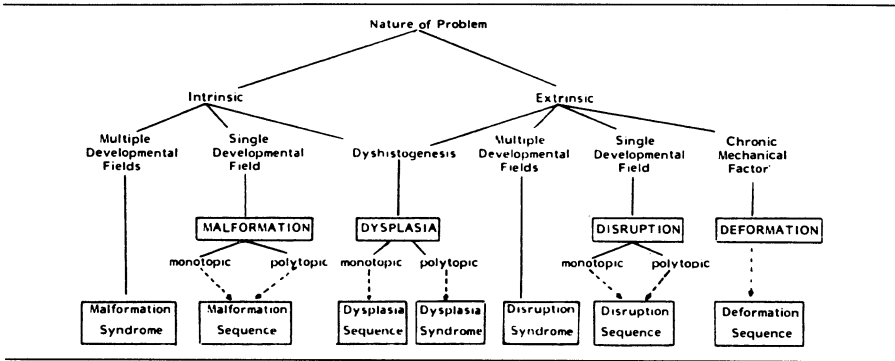 Nature of Problem
Intrinsic Extrinsic
Multiple Single Multiple Single Chronic
Developmental Developmental Dyshistogenesis Developmental Developmental Mechanical
Fields Field Fields Field Factor
MALFORMATION DYSPLASIA DISRUPTION DEFORMATION
monotopic polytopic monotopic polytopic monotopic polytopic
Malformation Malformation Dysplasia Dysplasia Disruption Disruption Deformation
Syndrome Sequence Sequence Syndrome Syndrome Sequence Sequence